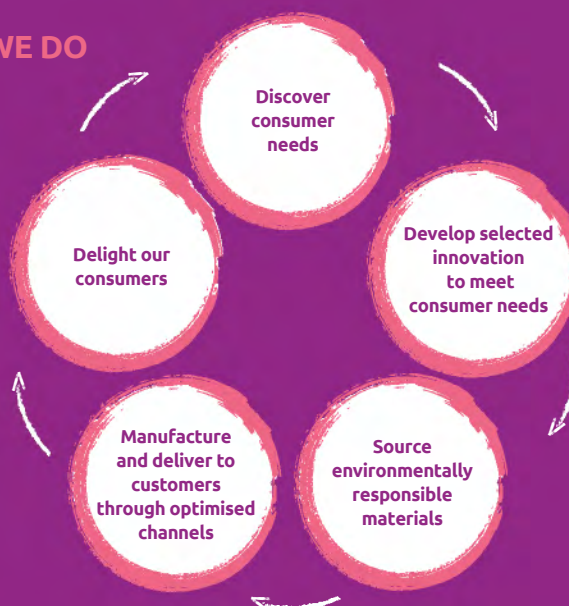 WE DO
Discover
consumer
needs
Develop selected
innovation
to meet
consumer needs
Source
environmentally
responsible
materials
Manufacture
and deliver to
customers
through optimised
channels
Delight our
consumers